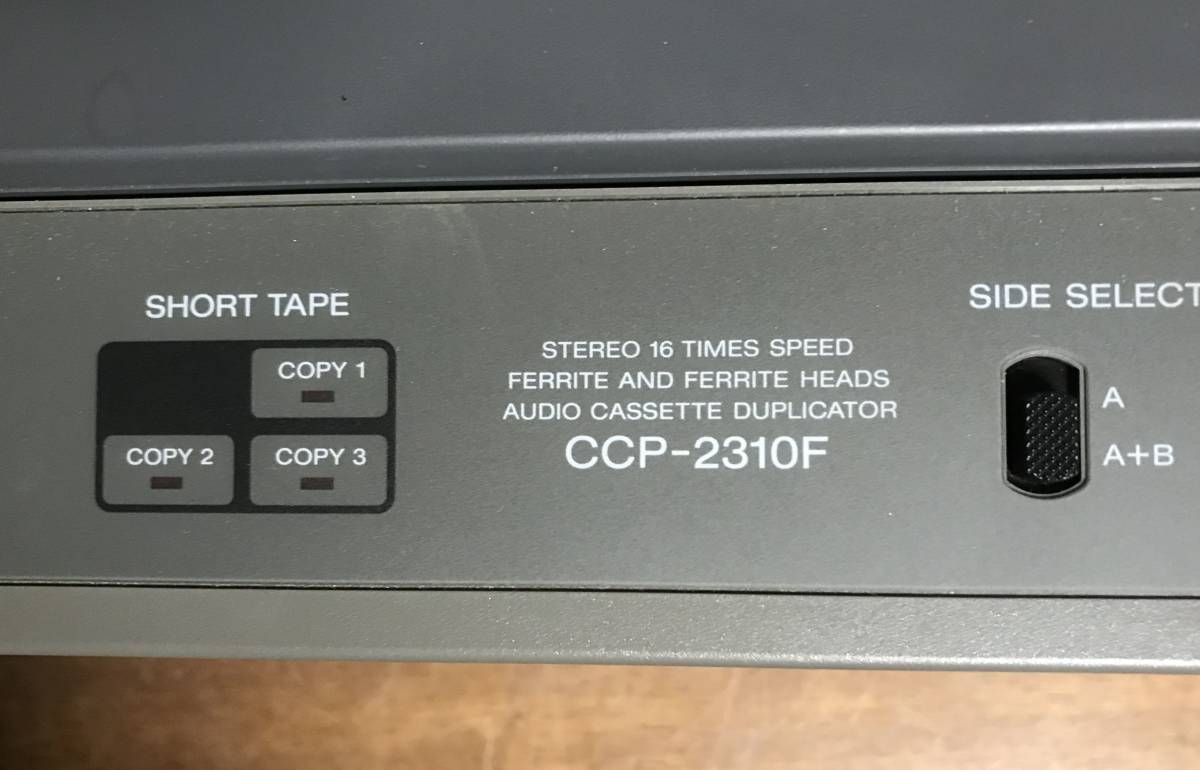 SHORT TAPE
COPY 1
COPY 2
COPY 3
STEREO 16 TIMES SPEED
FERRITE AND FERRITE HEADS
AUDIO CASSETTE DUPLICATOR
CCP-2310F
SIDE SELECT
A
A+B